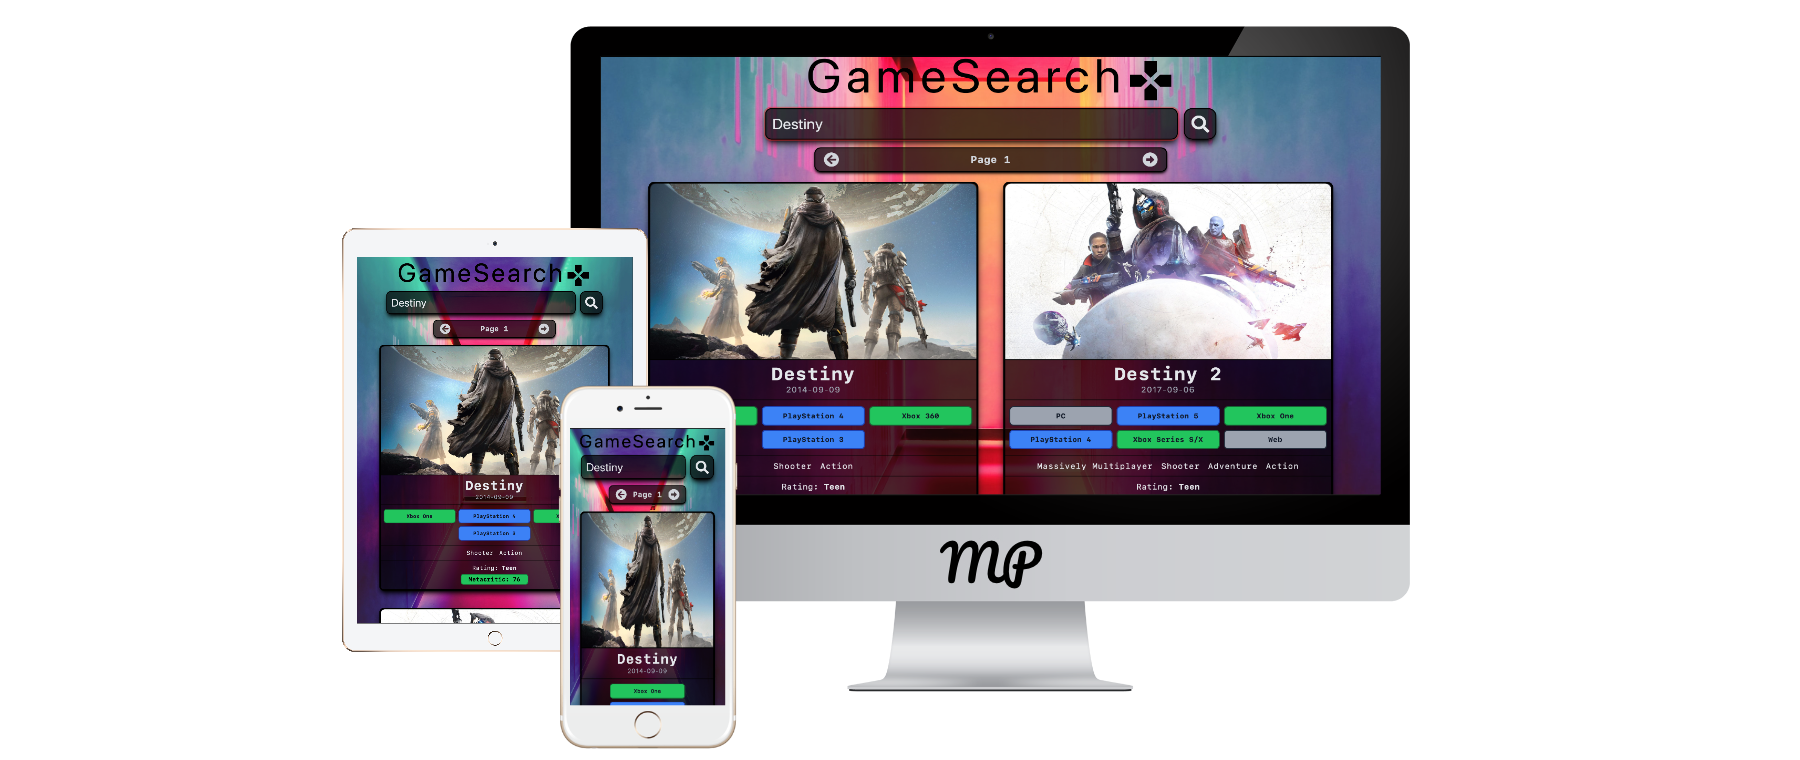 GameSearch
Destiny
Page 1
Destiny
2014-09-09
PlayStation 4
Xbox 360
PlayStation 3
Shooter Action
Rating: Teen
Destiny 2
2017-09-06
PC
PlayStation 5
Xbox One
PlayStation 4
Xbox Series S/X
Web
Massively Multiplayer Shooter Adventure Action
Rating: Teen
MP
GameSearch
Destiny
Page 1
Destiny
2014-09-09
Xbox One
PlayStation 4
X
PlayStation 3
Shooter Action
Rating: Teen
Metacritic: 76
GameSearch
Destiny
Page 1
Destiny
2014-09-09
Xbox One